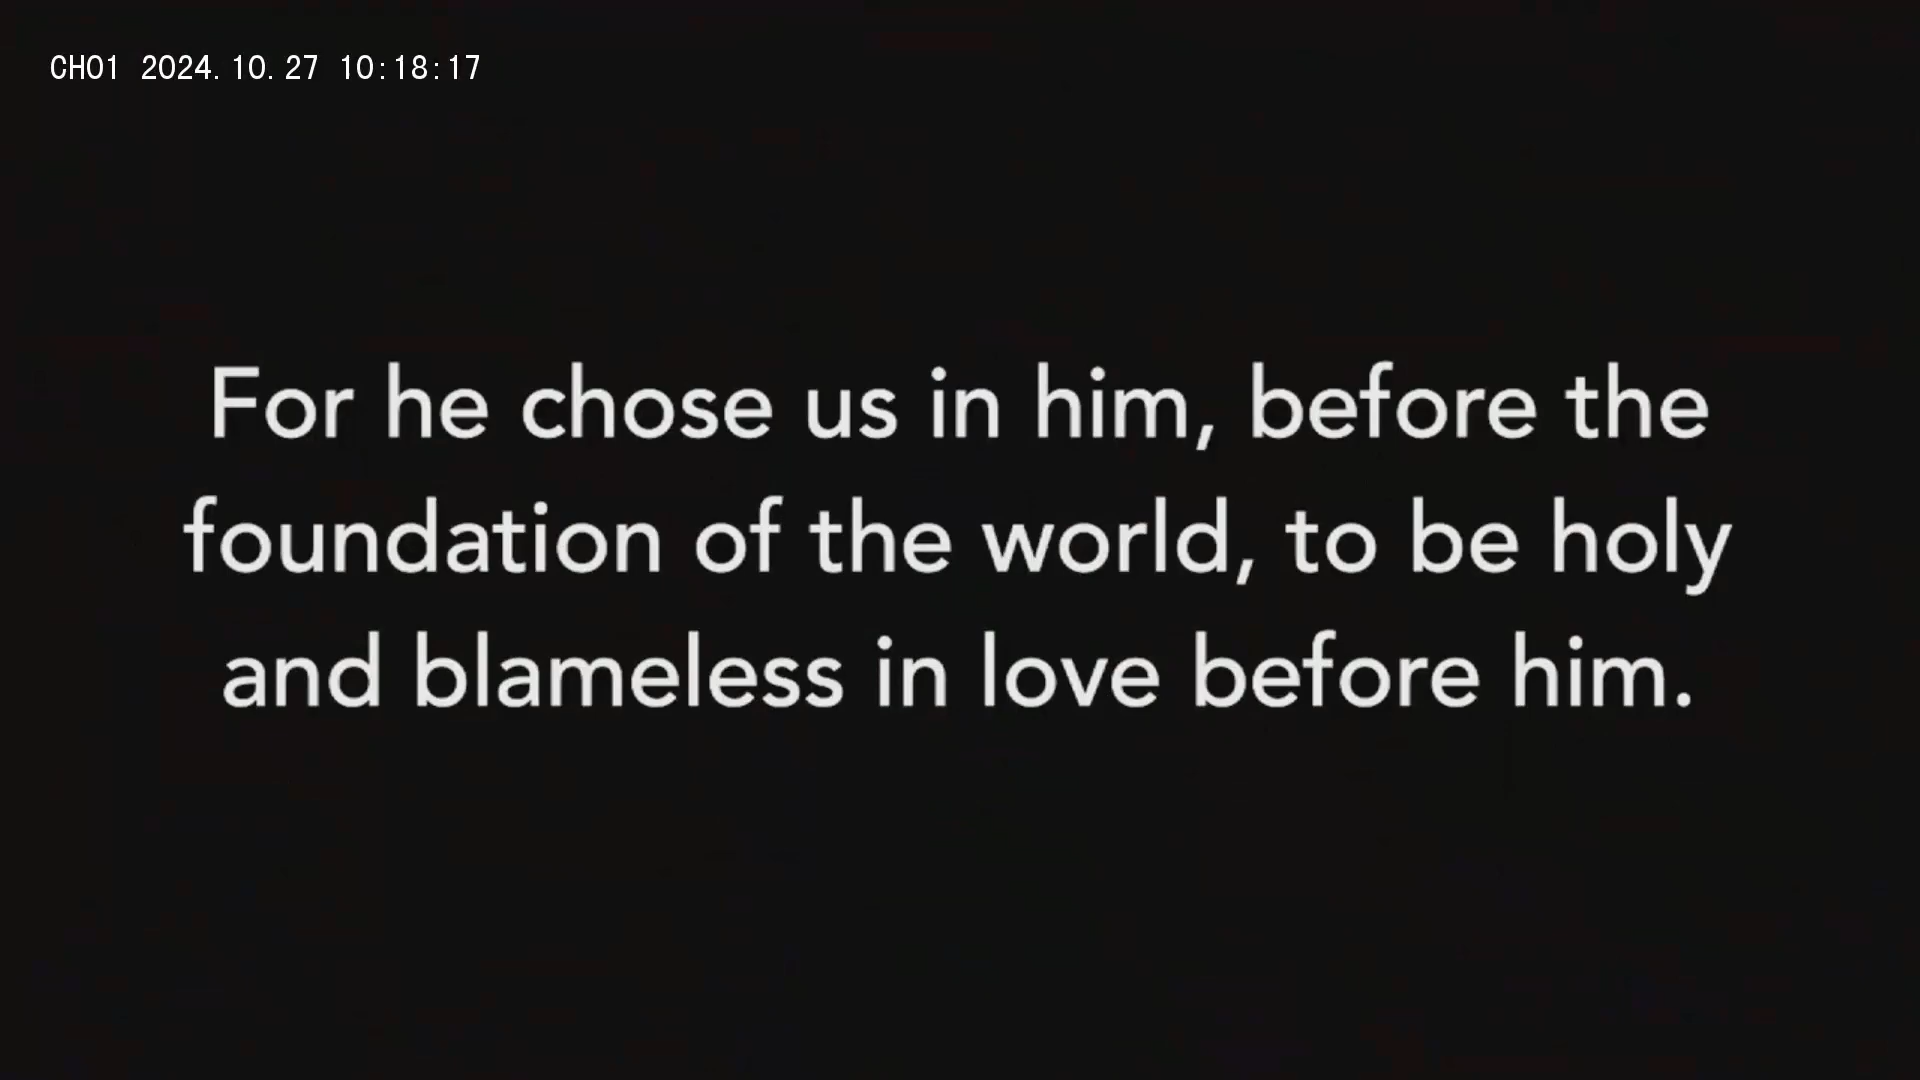 CH01 2024.10.27 10:18:17
For he chose us in him, before the
foundation of the world, to be holy
and blameless in love before him.